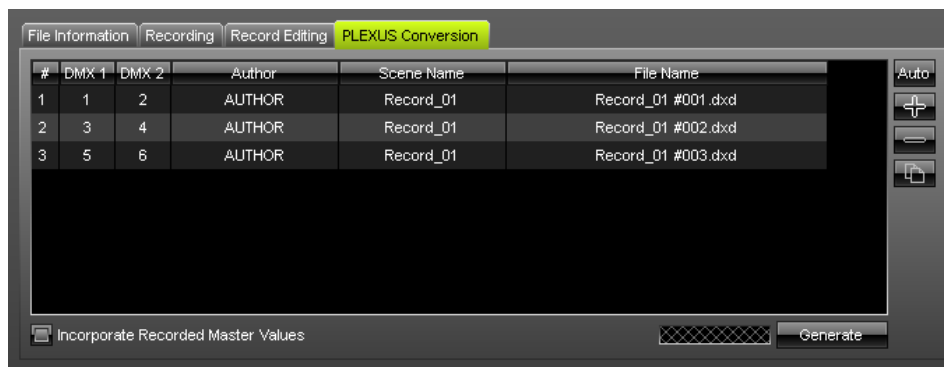 File Information Recording Record Editing PLEXUS Conversion
# DMX 1 DMX 2 Author Scene Name File Name Auto
1 1 2 AUTHOR Record_01 Record_01 #001.dxd
2 3 4 AUTHOR Record_01 Record_01 #002.dxd
3 5 6 AUTHOR Record_01 Record_01 #003.dxd
Incorporate Recorded Master Values Generate